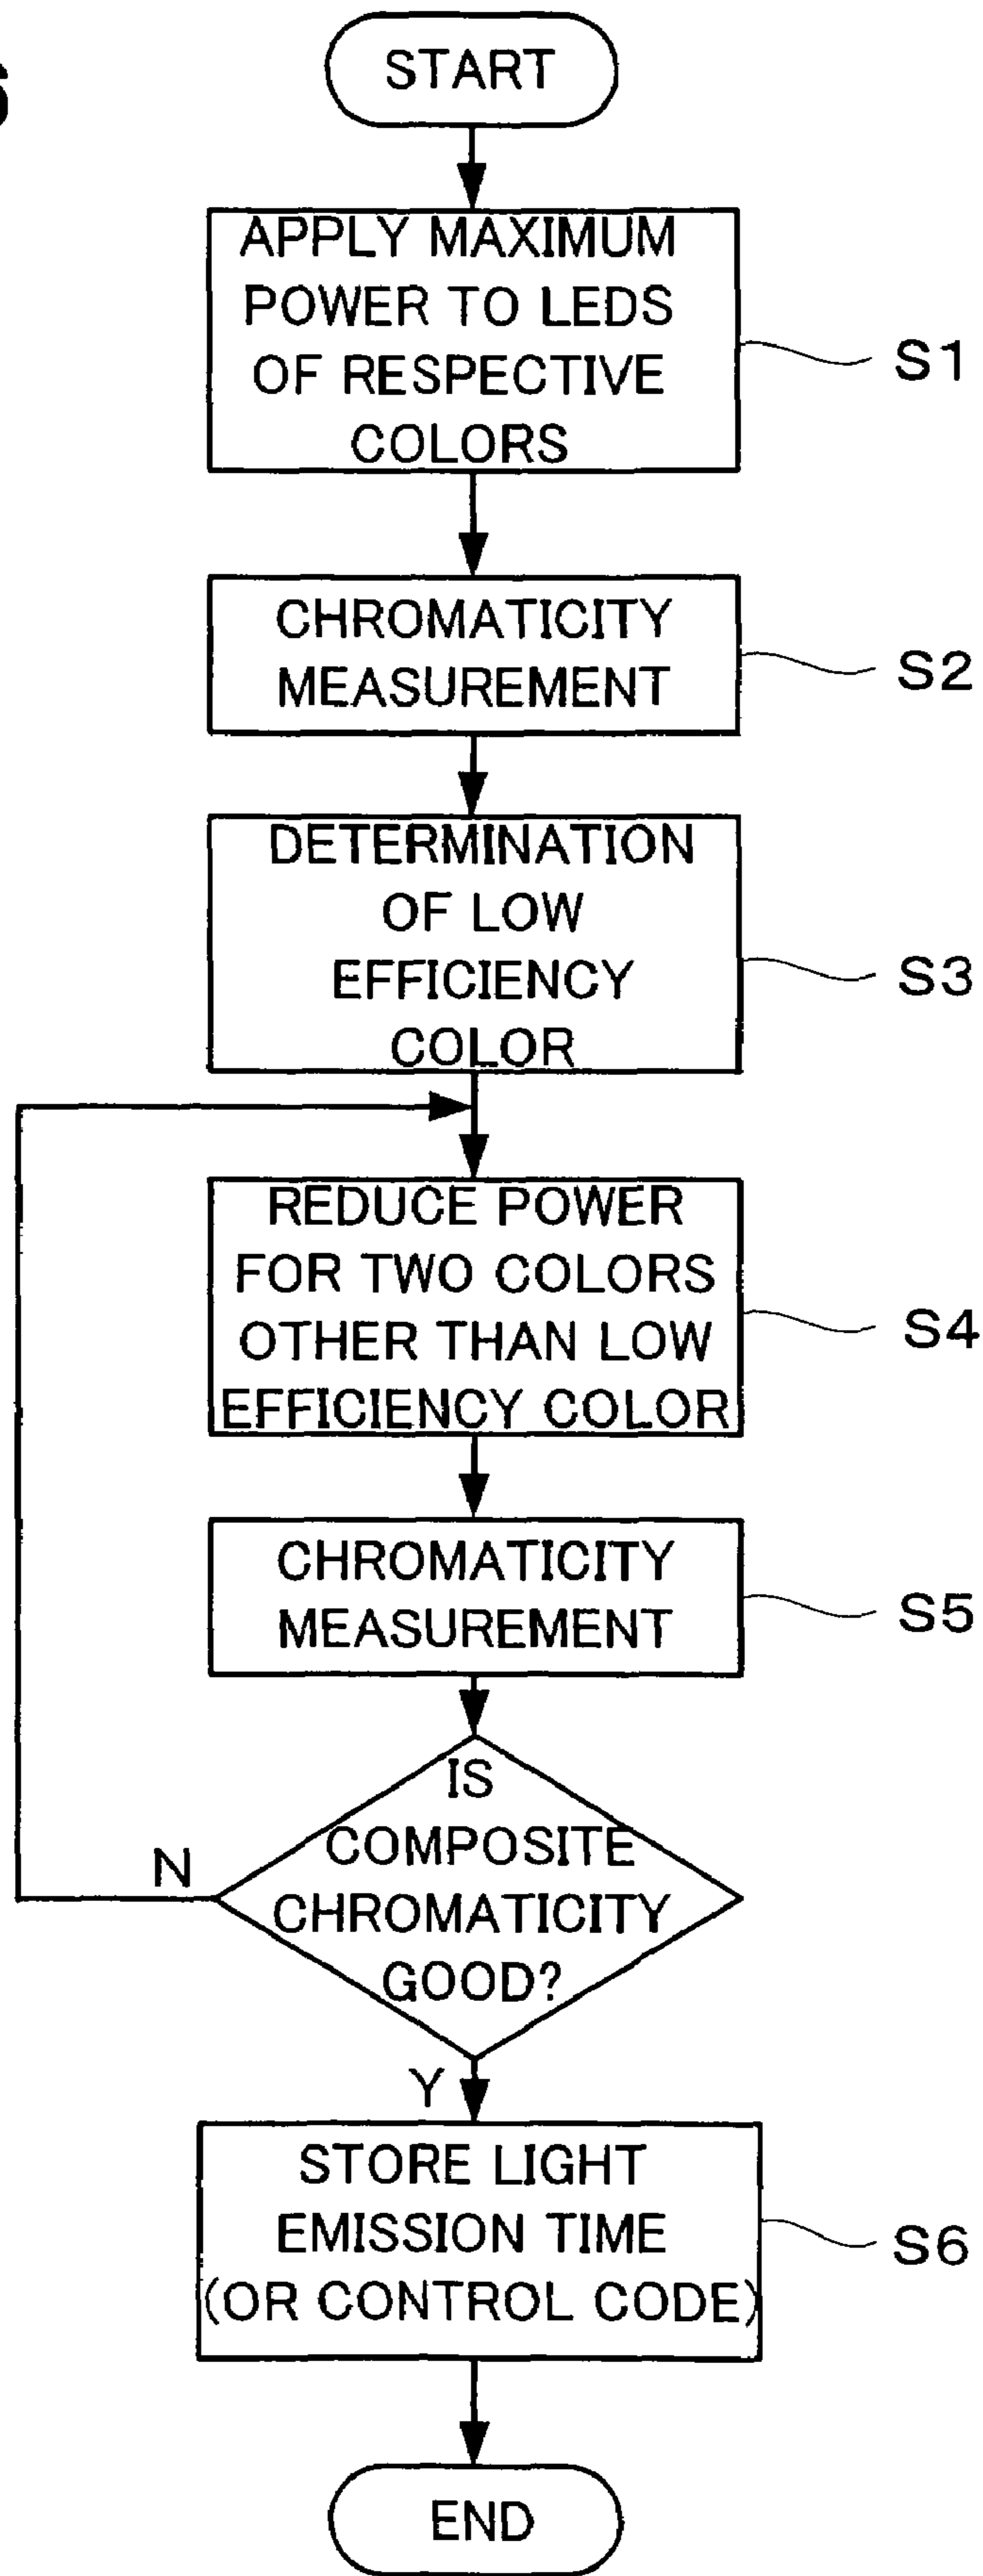 START
APPLY MAXIMUM
POWER TO LEDS
OF RESPECTIVE
COLORS
S1
CHROMATICITY
MEASUREMENT
S2
DETERMINATION
OF LOW
EFFICIENCY
COLOR
S3
REDUCE POWER
FOR TWO COLORS
OTHER THAN LOW
EFFICIENCY COLOR
S4
CHROMATICITY
MEASUREMENT
S5
IS
COMPOSITE
CHROMATICITY
GOOD?
N
Y
STORE LIGHT
EMISSION TIME
(OR CONTROL CODE)
S6
END